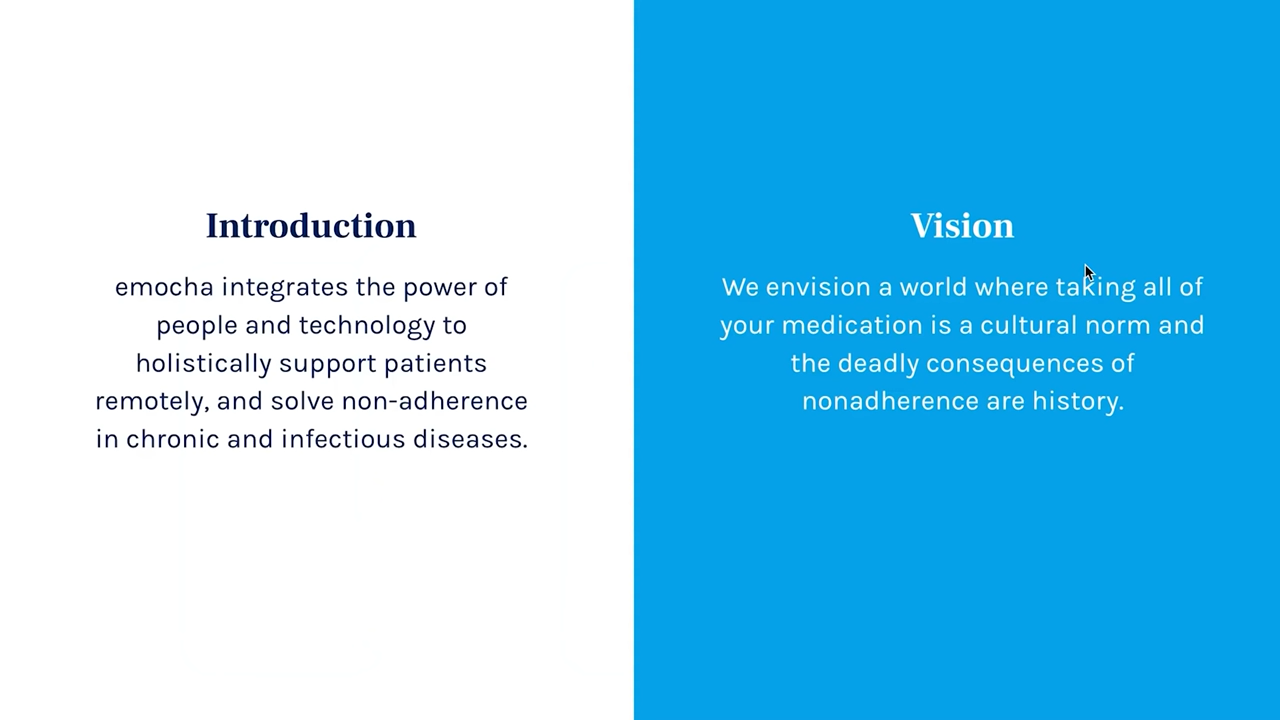 Introduction
emocha integrates the power of
people and technology to
holistically support patients
remotely, and solve non-adherence
in chronic and infectious diseases.
Vision
We envision a world where taking all of
your medication is a cultural norm and
the deadly consequences of
nonadherence are history.